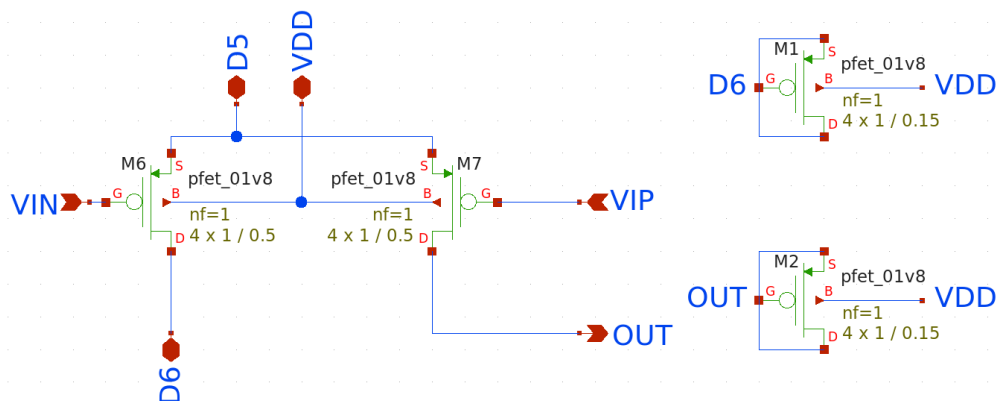 D5
VDD
M6
S
pfet_01v8
G
B
VIN
nf=1
4 x 1 / 0.5
D
D6
pfet_01v8
M7
S
B
G
VIP
nf=1
4 x 1 / 0.5
D
OUT
M1
S
pfet_01v8
D6
G
B
VDD
nf=1
4 x 1 / 0.15
D
M2
S
pfet_01v8
OUT
G
B
VDD
nf=1
4 x 1 / 0.15
D